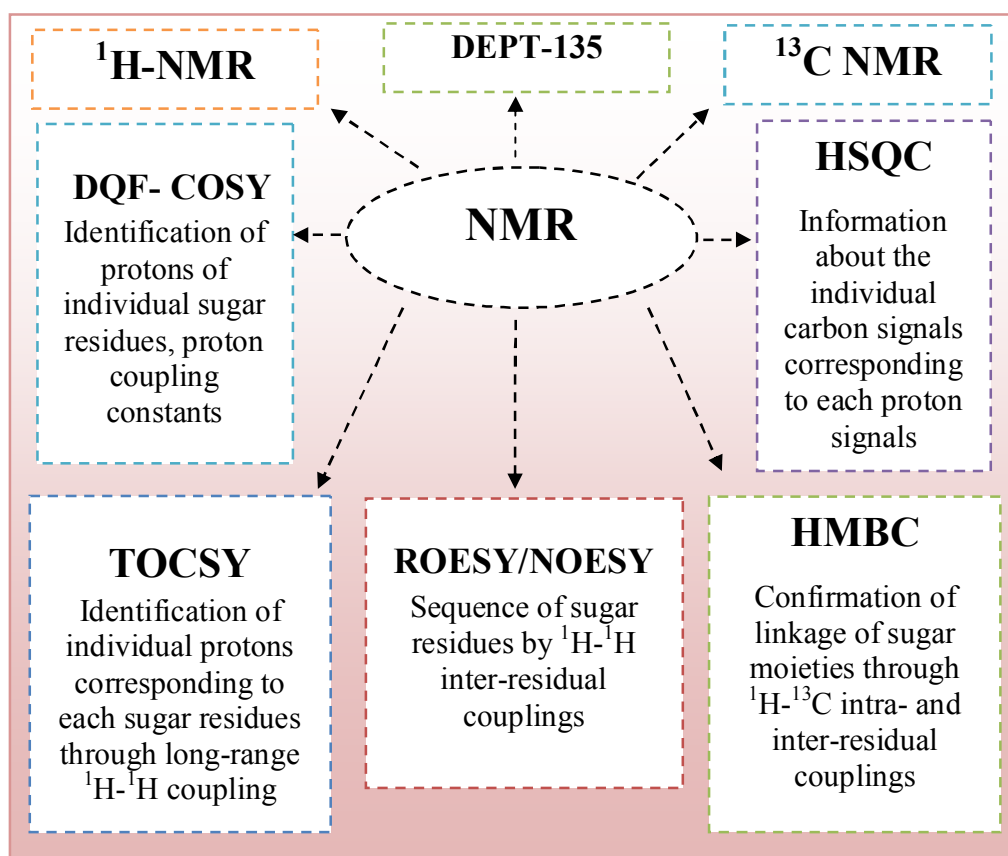 ¹H-NMR
DEPT-135
¹³C NMR
DQF- COSY
Identification of
protons of
individual sugar
residues, proton
coupling
constants
NMR
HSQC
Information
about the
individual
carbon signals
corresponding
to each proton
signals
TOCSY
Identification of
individual protons
corresponding to
each sugar residues
through long-range
¹H-¹H coupling
ROESY/NOESY
Sequence of sugar
residues by ¹H-¹H
inter-residual
couplings
HMBC
Confirmation of
linkage of sugar
moieties through
¹H-¹³C intra- and
inter-residual
couplings